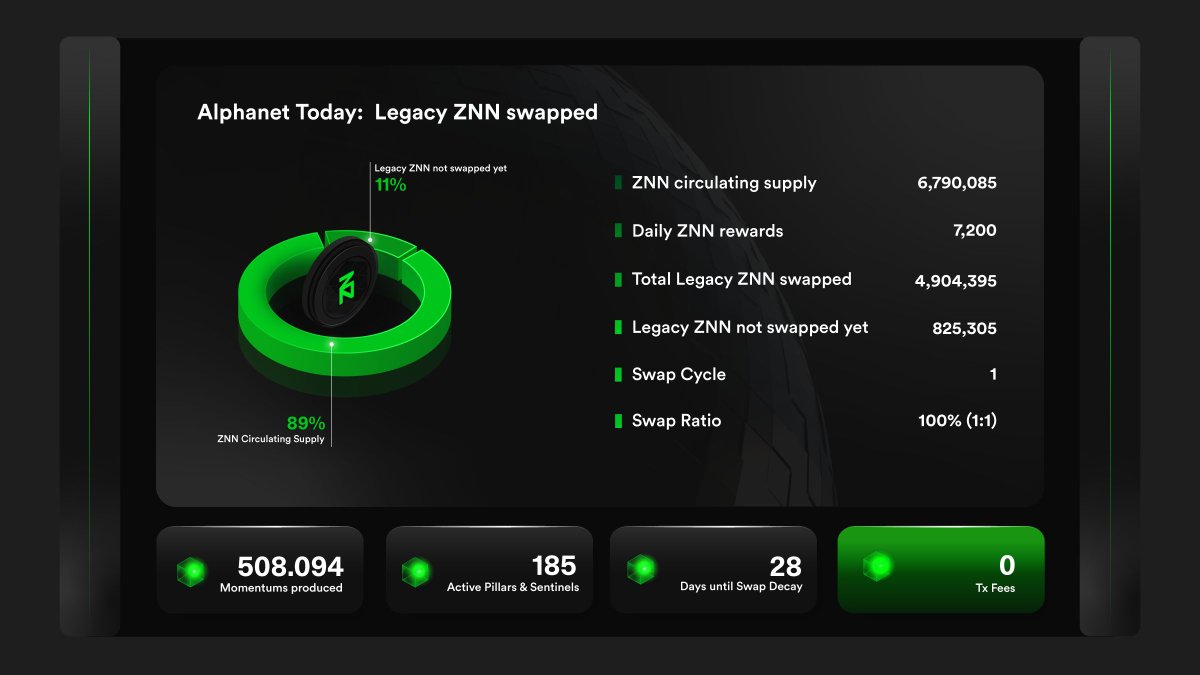 Alphanet Today: Legacy ZNN swapped
Legacy ZNN not swapped yet
11%
89%
ZNN Circulating Supply
ZNN circulating supply 6,790,085
Daily ZNN rewards 7,200
Total Legacy ZNN swapped 4,904,395
Legacy ZNN not swapped yet 825,305
Swap Cycle 1
Swap Ratio 100% (1:1)
508.094
Momentums produced
185
Active Pillars & Sentinels
28
Days until Swap Decay
0
Tx Fees